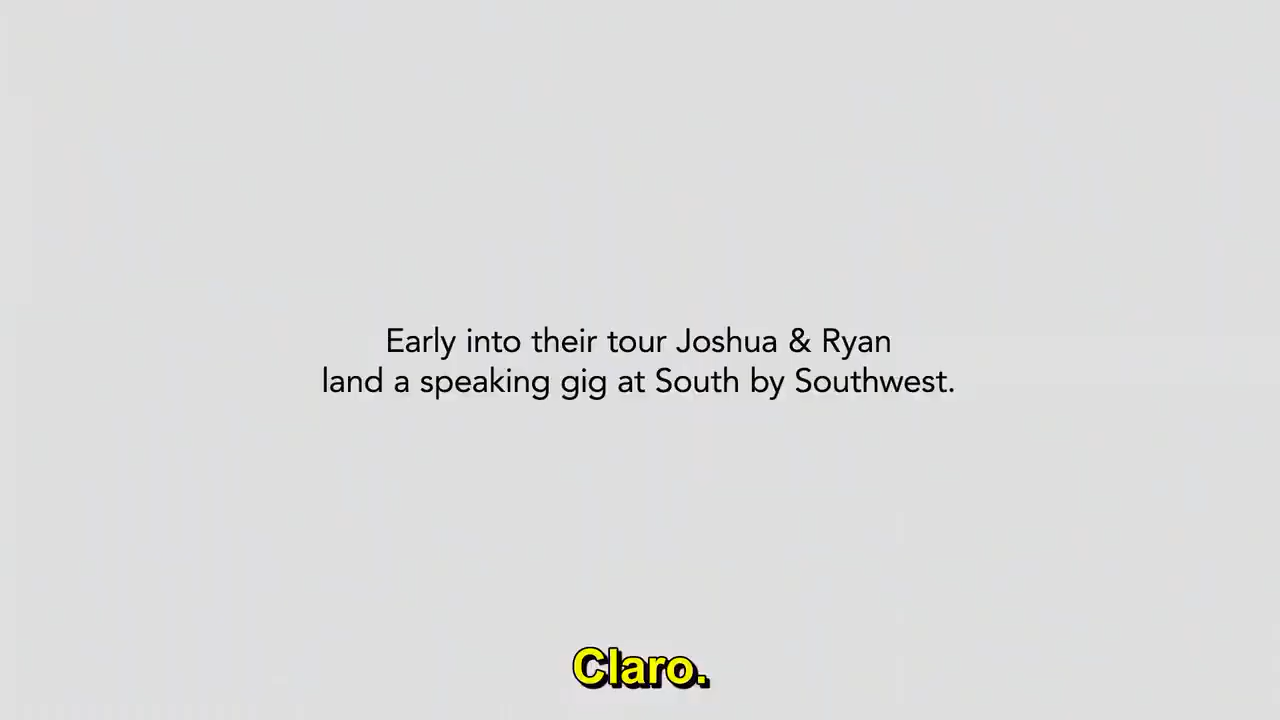 Early into their tour Joshua & Ryan
land a speaking gig at South by Southwest.
Claro.